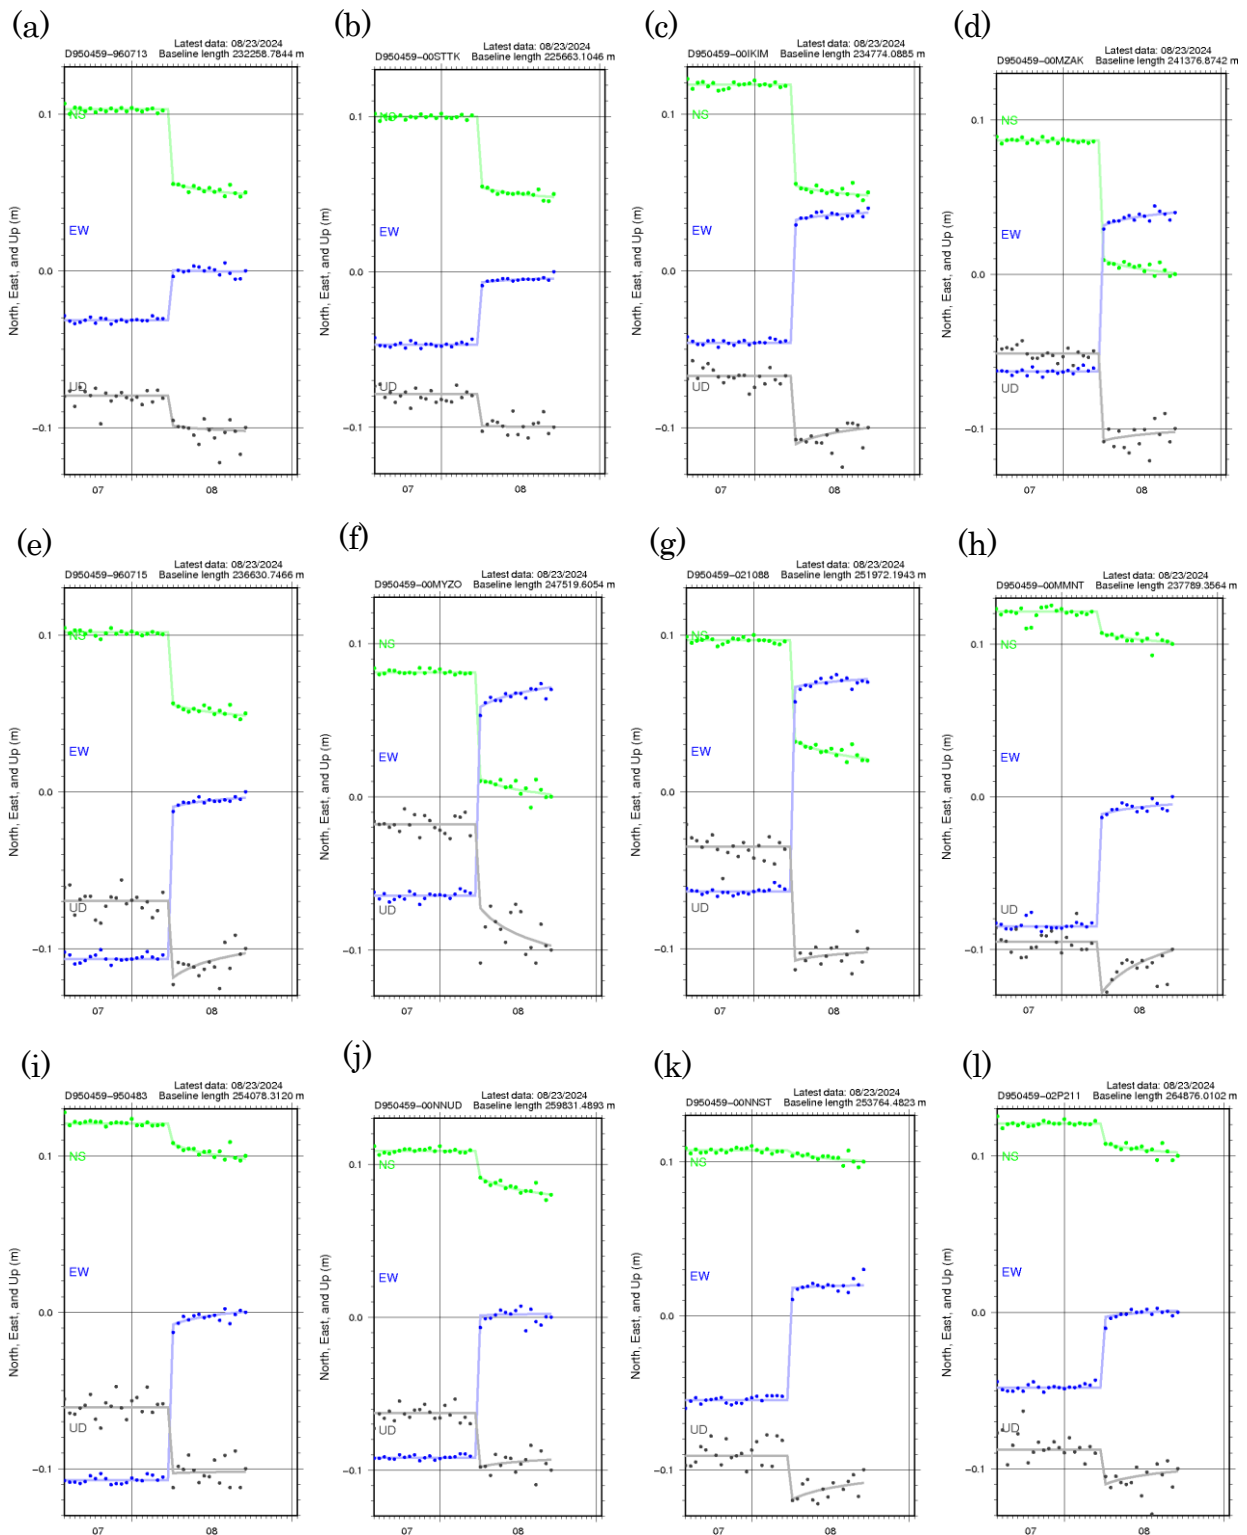 (a)
Latest data: 08/23/2024
D950459-960713 Baseline length 232258.7844 m
North, East, and Up (m)
0.1
0.0
-0.1
NS
EW
UD
07 08
(b)
Latest data: 08/23/2024
D950459-00STTK Baseline length 225663.1046 m
North, East, and Up (m)
0.1
0.0
-0.1
NS
EW
UD
07 08
(c)
Latest data: 08/23/2024
D950459-00IKIM Baseline length 234774.0885 m
North, East, and Up (m)
0.1
0.0
-0.1
NS
EW
UD
07 08
(d)
Latest data: 08/23/2024
D950459-00MZAK Baseline length 241376.8742 m
North, East, and Up (m)
0.1
0.0
-0.1
NS
EW
UD
07 08
(e)
Latest data: 08/23/2024
D950459-960715 Baseline length 236630.7466 m
North, East, and Up (m)
0.1
0.0
-0.1
NS
EW
UD
07 08
(f)
Latest data: 08/23/2024
D950459-00MYZO Baseline length 247519.6054 m
North, East, and Up (m)
0.1
0.0
-0.1
NS
EW
UD
07 08
(g)
Latest data: 08/23/2024
D950459-021088 Baseline length 251972.1943 m
North, East, and Up (m)
0.1
0.0
-0.1
NS
EW
UD
07 08
(h)
Latest data: 08/23/2024
D950459-00MMNT Baseline length 237789.3564 m
North, East, and Up (m)
0.1
0.0
-0.1
NS
EW
UD
07 08
(i)
Latest data: 08/23/2024
D950459-950483 Baseline length 254078.3120 m
North, East, and Up (m)
0.1
0.0
-0.1
NS
EW
UD
07 08
(j)
Latest data: 08/23/2024
D950459-00NNUD Baseline length 259831.4893 m
North, East, and Up (m)
0.1
0.0
-0.1
NS
EW
UD
07 08
(k)
Latest data: 08/23/2024
D950459-00NNST Baseline length 253764.4823 m
North, East, and Up (m)
0.1
0.0
-0.1
NS
EW
UD
07 08
(l)
Latest data: 08/23/2024
D950459-02P211 Baseline length 264876.0102 m
North, East, and Up (m)
0.1
0.0
-0.1
NS
EW
UD
07 08